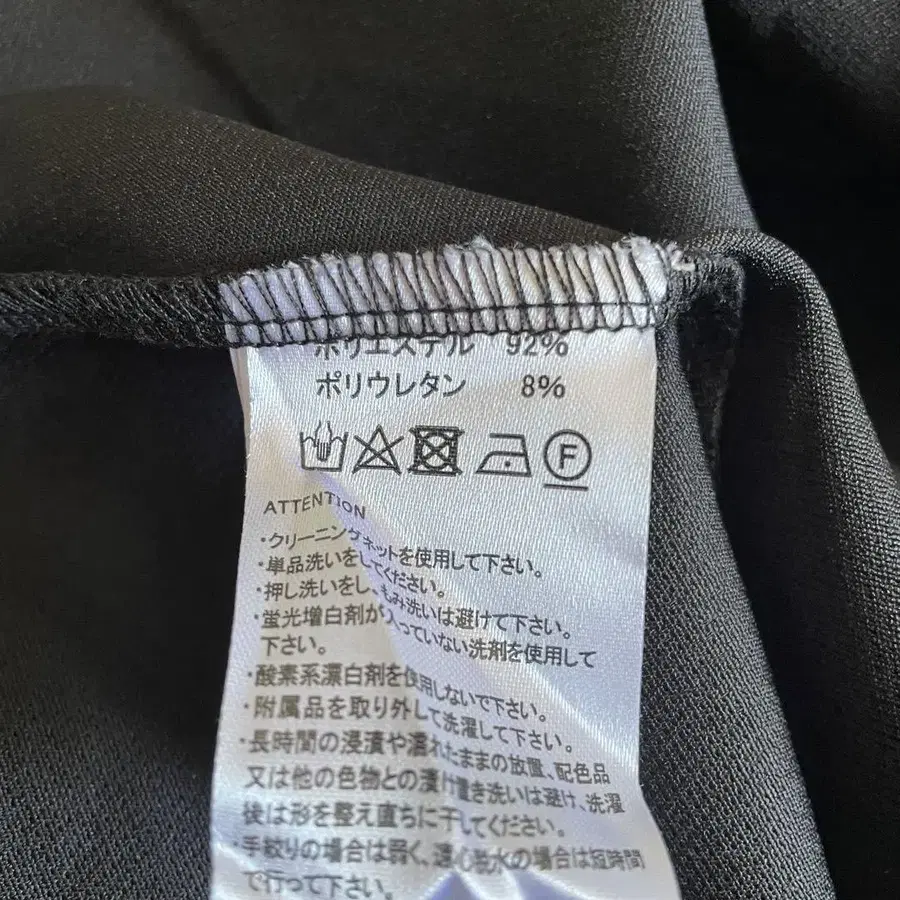 ポリエステル 92%
ポリウレタン 8%
F
ATTENTION
・クリーニングネットを使用して下さい。
・単品洗いをしてください。
・押し洗いをし、もみ洗いは避けて下さい。
・蛍光増白剤が入っていない洗剤を使用して
下さい。
・酸素系漂白剤を使用しないで下さい。
・附属品を取り外して洗濯して下さい。
・長時間の浸漬や濡れたままの放置、配色品
又は他の色物との漬け置き洗いは避け、洗濯
後は形を整え直ちに干してください。
・手絞りの場合は弱く、遠心脱水の場合は短時間
で行って下さい。